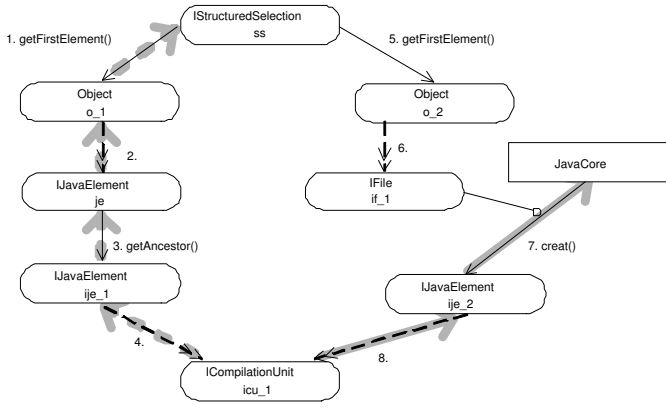 IStructuredSelection
ss
1. getFirstElement()
5. getFirstElement()
Object
o_1
Object
o_2
2.
6.
IJavaElement
je
IFile
if_1
JavaCore
3. getAncestor()
7. creat()
IJavaElement
ije_1
IJavaElement
ije_2
4.
8.
ICompilationUnit
icu_1